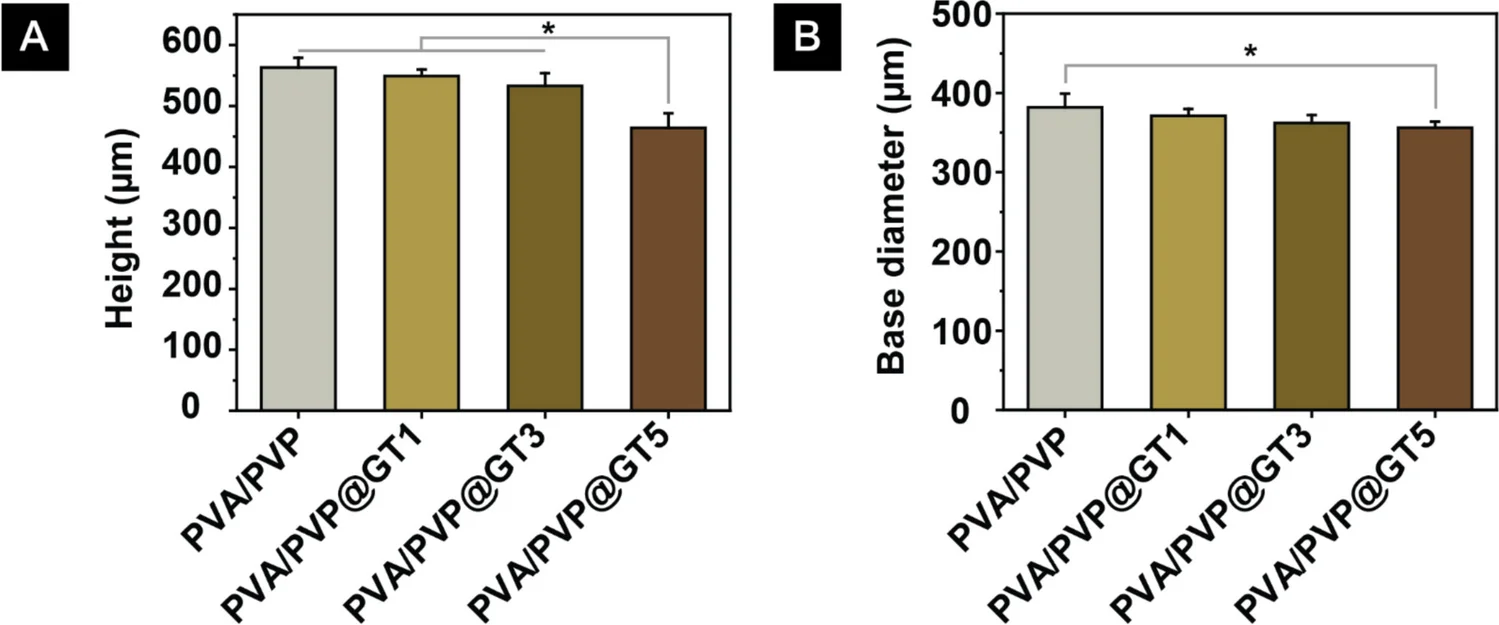 A
Height (μm)
600
500
400
300
200
100
0
*
PVA/PVP
PVA/PVP@GT1
PVA/PVP@GT3
PVA/PVP@GT5
B
Base diameter (μm)
500
400
300
200
100
0
*
PVA/PVP
PVA/PVP@GT1
PVA/PVP@GT3
PVA/PVP@GT5